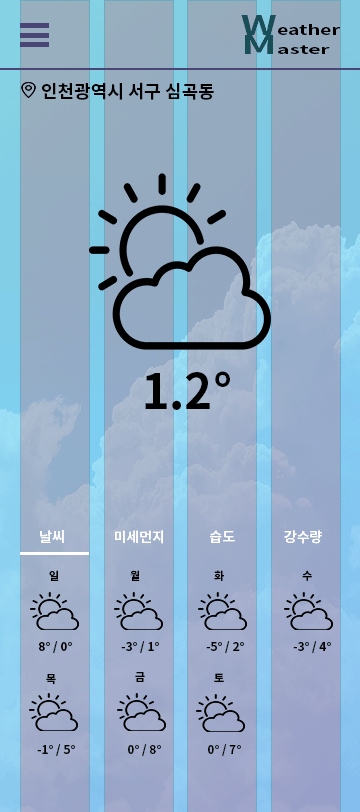 Weather
Master
인천광역시 서구 심곡동
1.2°
날씨 미세먼지 습도 강수량
일 월 화 수
8° / 0° -3° / 1° -5° / 2° -3° / 4°
목 금 토
-1° / 5° 0° / 8° 0° / 7°